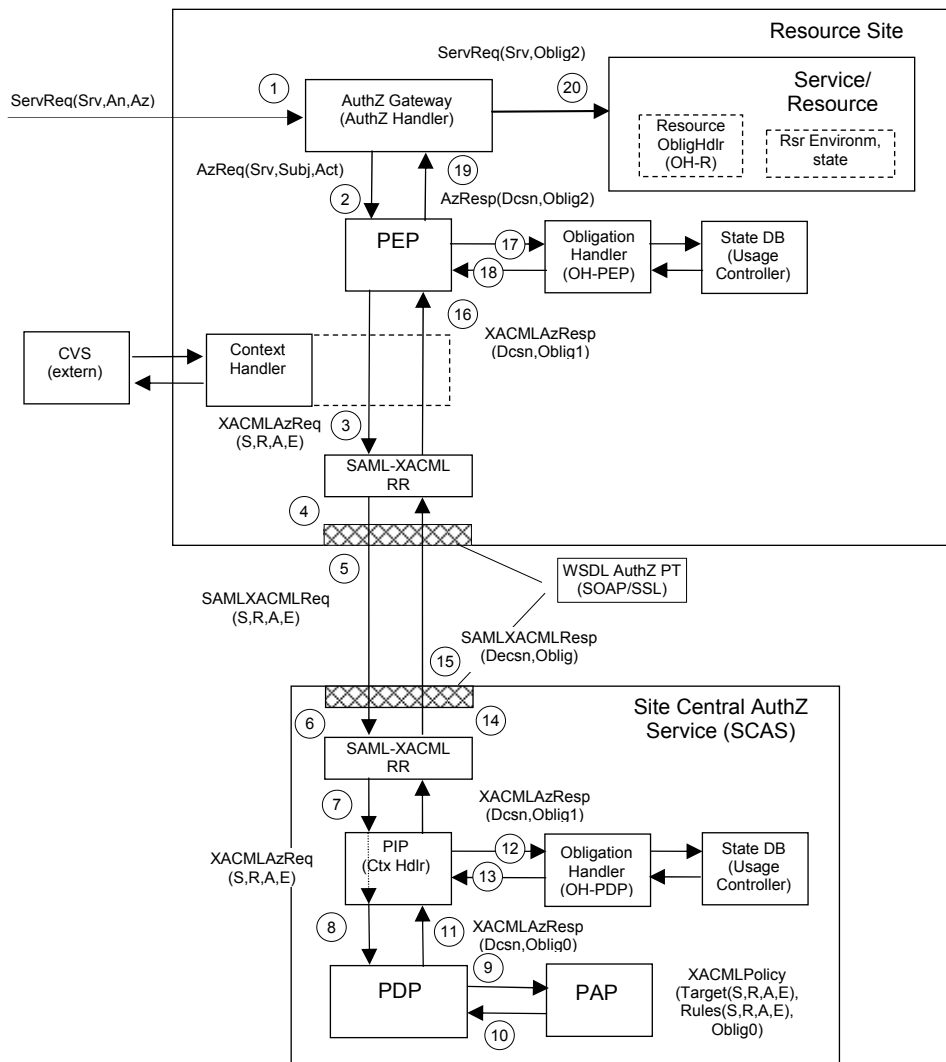 Resource Site
ServReq(Srv,Oblig2)
1
20
Service/
Resource
ServReq(Srv,An,Az)
AuthZ Gateway
(AuthZ Handler)
Resource
ObligHdlr
(OH-R)
Rsr Environm,
state
AzReq(Srv,Subj,Act)
19
2
AzResp(Dcsn,Oblig2)
PEP
17
18
Obligation
Handler
(OH-PEP)
State DB
(Usage
Controller)
16
XACMLAzResp
(Dcsn,Oblig1)
CVS
(extern)
Context
Handler
XACMLAzReq
(S,R,A,E)
3
SAML-XACML
RR
4
5
WSDL AuthZ PT
(SOAP/SSL)
SAMLXACMLReq
(S,R,A,E)
SAMLXACMLResp
(Decsn,Oblig)
15
Site Central AuthZ
Service (SCAS)
6
14
SAML-XACML
RR
7
XACMLAzResp
(Dcsn,Oblig1)
XACMLAzReq
(S,R,A,E)
PIP
(Ctx Hdlr)
12
13
Obligation
Handler
(OH-PDP)
State DB
(Usage
Controller)
8
11
XACMLAzResp
(Dcsn,Oblig0)
9
PDP
PAP
10
XACMLPolicy
(Target(S,R,A,E),
Rules(S,R,A,E),
Oblig0)